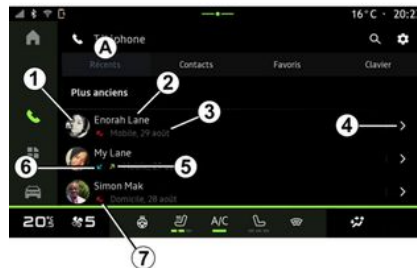 16°C · 20:23
Téléphone
A
Récents Contacts Favoris Clavier
Plus anciens
1 2 3 4
Enorah Lane
Mobile, 29 août
My Lane
6 5
Simon Mak
Domicile, 28 août
20 5 A/C
7